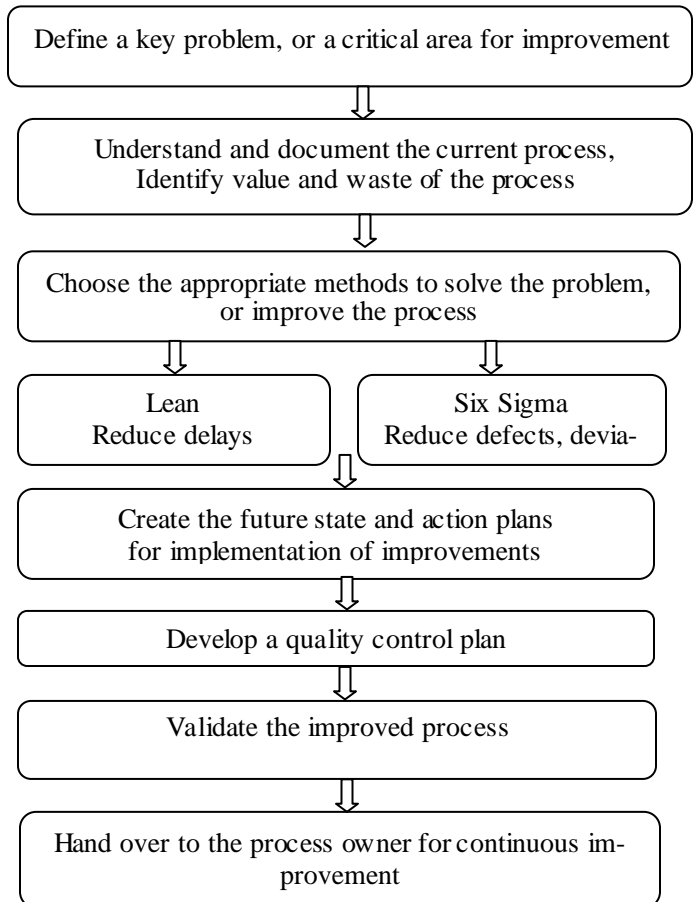 Define a key problem, or a critical area for improvement
Understand and document the current process,
Identify value and waste of the process
Choose the appropriate methods to solve the problem,
or improve the process
Lean
Reduce delays
Six Sigma
Reduce defects, devia-
Create the future state and action plans
for implementation of improvements
Develop a quality control plan
Validate the improved process
Hand over to the process owner for continuous im-
provement